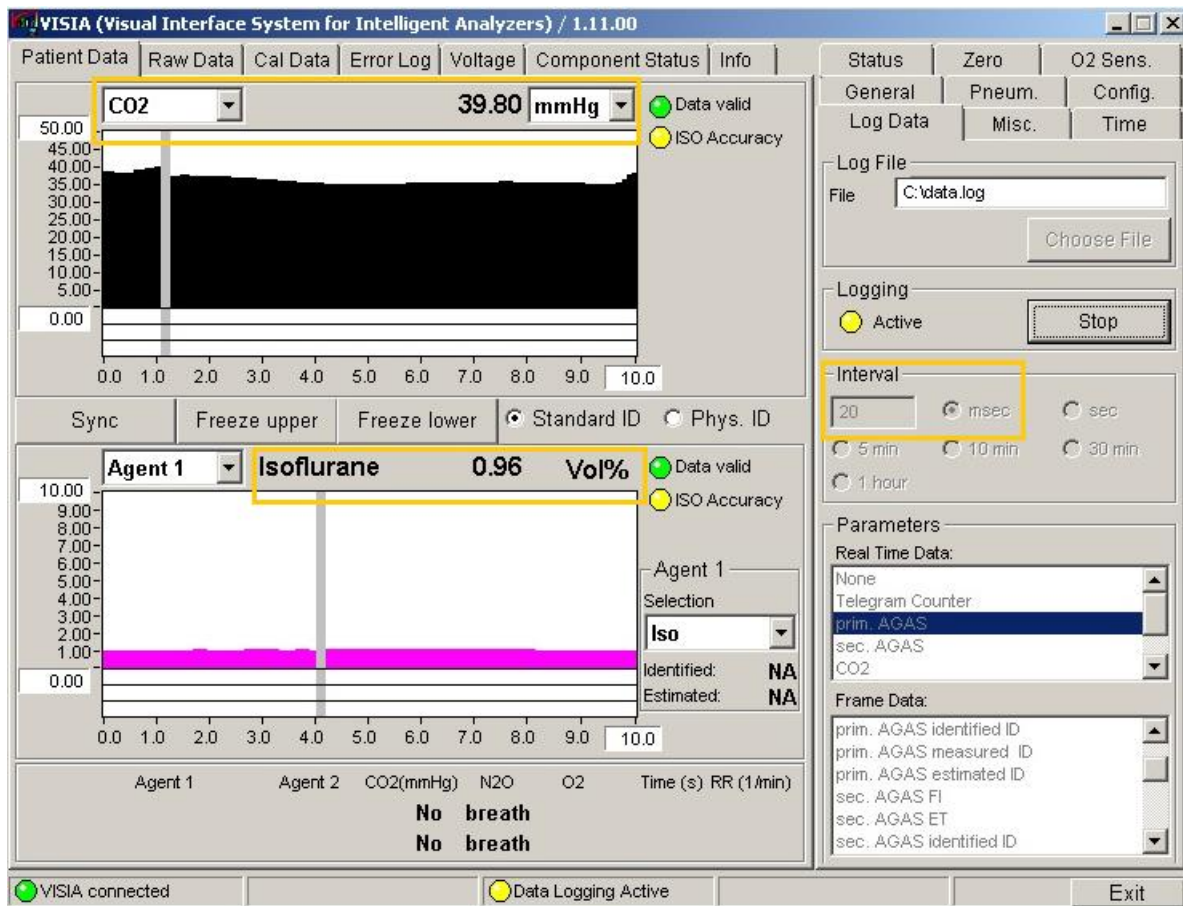 VISIA (Visual Interface System for Intelligent Analyzers) / 1.11.00
Patient Data Raw Data Cal Data Error Log Voltage Component Status Info
CO2 39.80 mmHg
Data valid
ISO Accuracy
50.00
45.00
40.00
35.00
30.00
25.00
20.00
15.00
10.00
5.00
0.00
0.0 1.0 2.0 3.0 4.0 5.0 6.0 7.0 8.0 9.0 10.0
Sync Freeze upper Freeze lower Standard ID Phys. ID
Agent 1 Isoflurane 0.96 Vol%
Data valid
ISO Accuracy
10.00
9.00
8.00
7.00
6.00
5.00
4.00
3.00
2.00
1.00
0.00
0.0 1.0 2.0 3.0 4.0 5.0 6.0 7.0 8.0 9.0 10.0
Agent 1
Selection
Iso
Identified: NA
Estimated: NA
Agent 1 Agent 2 CO2(mmHg) N2O O2 Time (s) RR (1/min)
No breath
No breath
Status Zero O2 Sens.
General Pneum. Config.
Log Data Misc. Time
Log File
File C:\data.log
Choose File
Logging
Active Stop
Interval
20 msec sec
5 min 10 min 30 min
1 hour
Parameters
Real Time Data:
None
Telegram Counter
prim. AGAS
sec. AGAS
CO2
Frame Data:
prim. AGAS identified ID
prim. AGAS measured ID
prim. AGAS estimated ID
sec. AGAS FI
sec. AGAS ET
sec. AGAS identified ID
VISIA connected Data Logging Active Exit